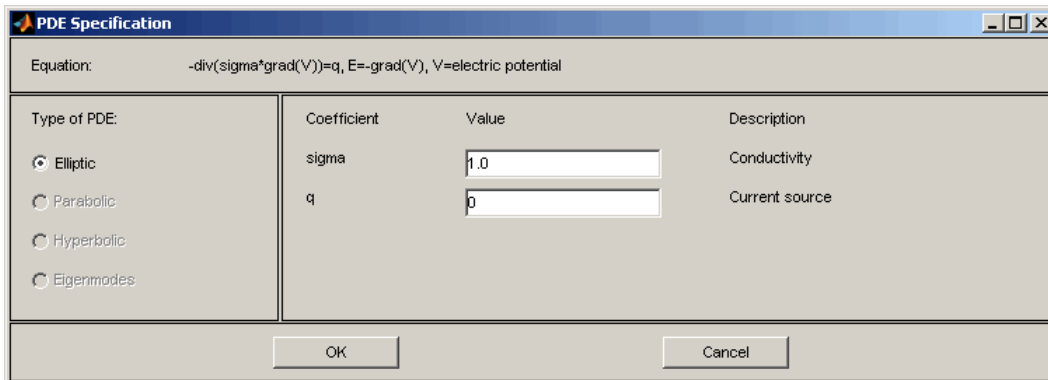 PDE Specification
Equation: -div(sigma*grad(V))=q, E=-grad(V), V=electric potential
Type of PDE:
Elliptic
Parabolic
Hyperbolic
Eigenmodes
Coefficient Value Description
sigma 1.0 Conductivity
q 0 Current source
OK Cancel